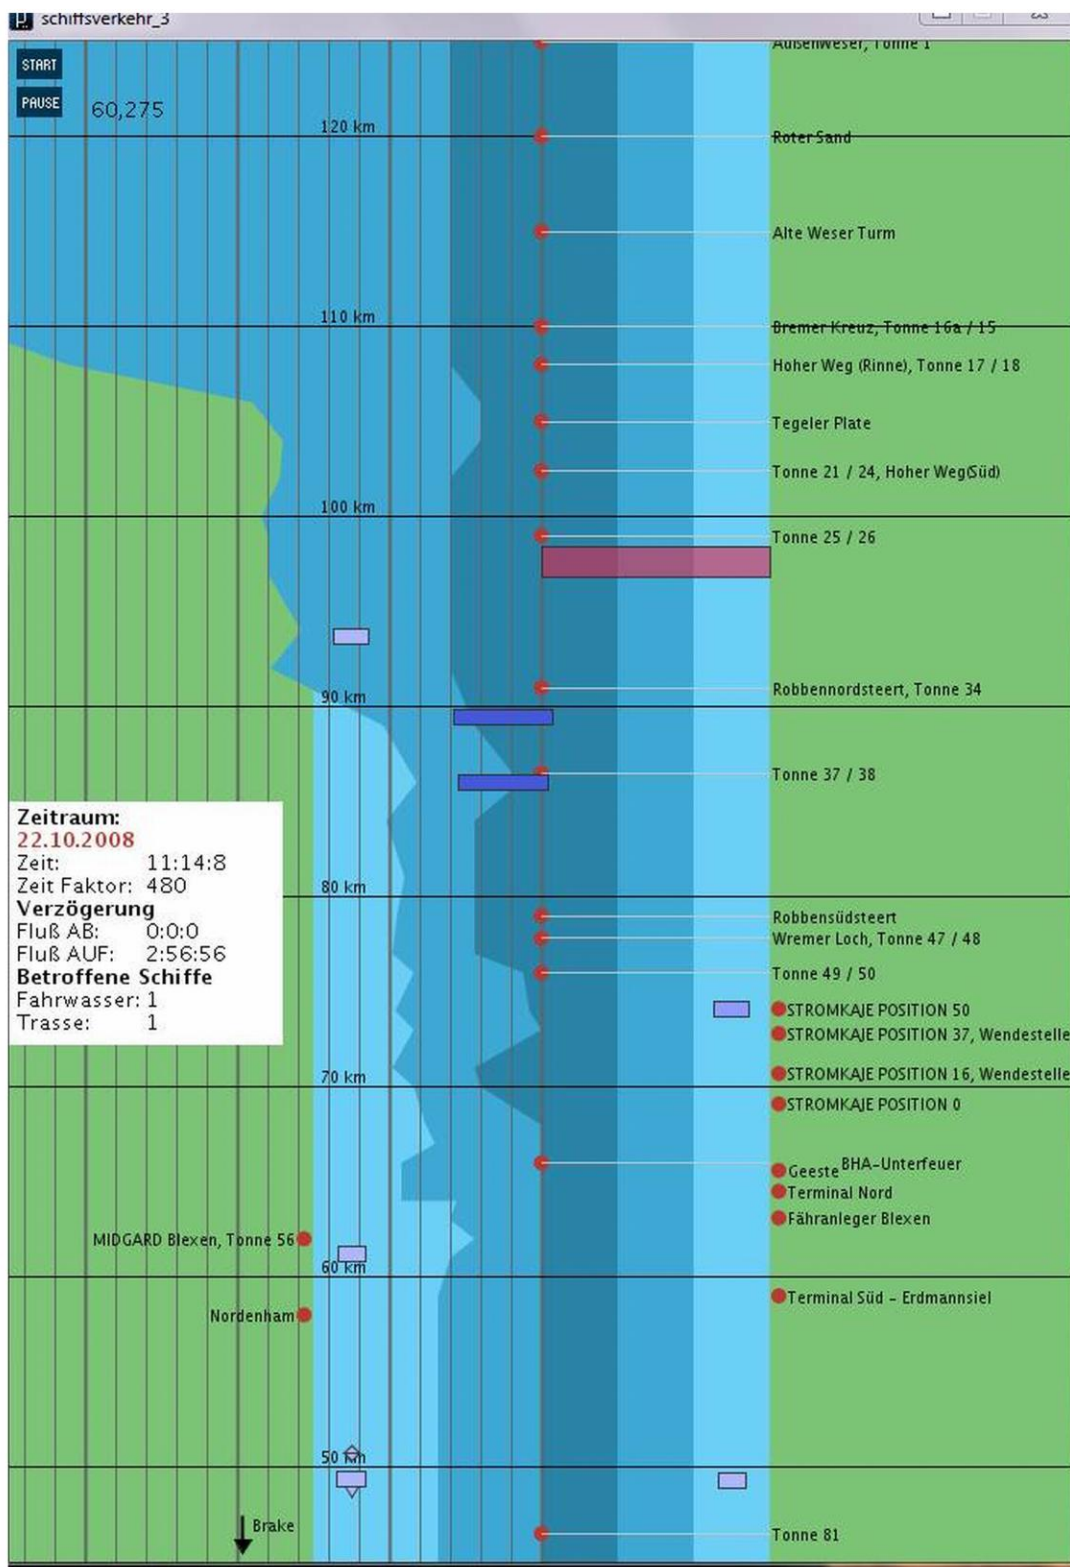 schiffsverkehr_3
Außenweser, Tonne 1
START
PAUSE
60,275
120 km
Roter Sand
Alte Weser Turm
110 km
Bremer Kreuz, Tonne 16a / 15
Hoher Weg (Rinne), Tonne 17 / 18
Tegeler Plate
Tonne 21 / 24, Hoher Weg(Süd)
100 km
Tonne 25 / 26
90 km
Robbennordsteert, Tonne 34
Tonne 37 / 38
Zeitraum:
22.10.2008
Zeit: 11:14:8
Zeit Faktor: 480
Verzögerung
Fluß AB: 0:0:0
Fluß AUF: 2:56:56
Betroffene Schiffe
Fahrwasser: 1
Trasse: 1
80 km
Robbensüdsteert
Wremer Loch, Tonne 47 / 48
Tonne 49 / 50
STROMKAJE POSITION 50
STROMKAJE POSITION 37, Wendestelle
70 km
STROMKAJE POSITION 16, Wendestelle
STROMKAJE POSITION 0
BHA-Unterfeuer
Geeste
Terminal Nord
Fähranleger Blexen
MIDGARD Blexen, Tonne 56
60 km
Terminal Süd - Erdmannsiel
Nordenham
50 km
Brake
Tonne 81